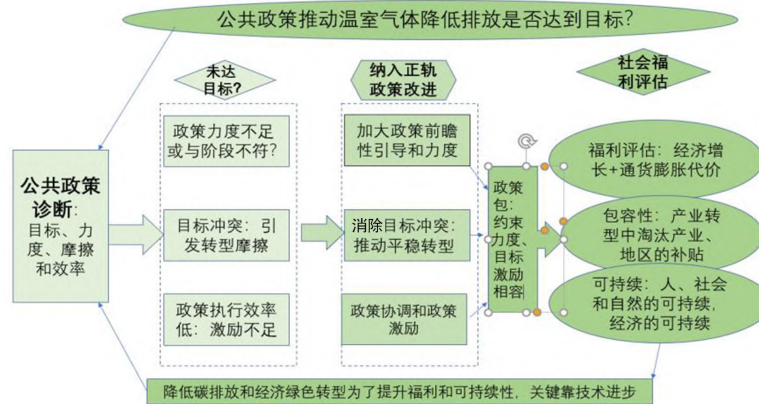 公共政策推动温室气体降低排放是否达到目标?
未达
目标?
纳入正轨
政策改进
社会福
利评估
公共政策
诊断:
目标、力
度、摩擦
和效率
政策力度不足
或与阶段不符?
目标冲突: 引
发转型摩擦
政策执行效率
低: 激励不足
加大政策前瞻
性引导和力度
消除目标冲突:
推动平稳转型
政策协调和政策
激励
政策
包: 
约束
力度、
目标
激励
相容
福利评估: 经济增
长+通货膨胀代价
包容性: 产业转
型中淘汰产业、
地区的补贴
可持续: 人、社会
和自然的可持续,
经济的可持续
降低碳排放和经济绿色转型为了提升福利和可持续性, 关键靠技术进步